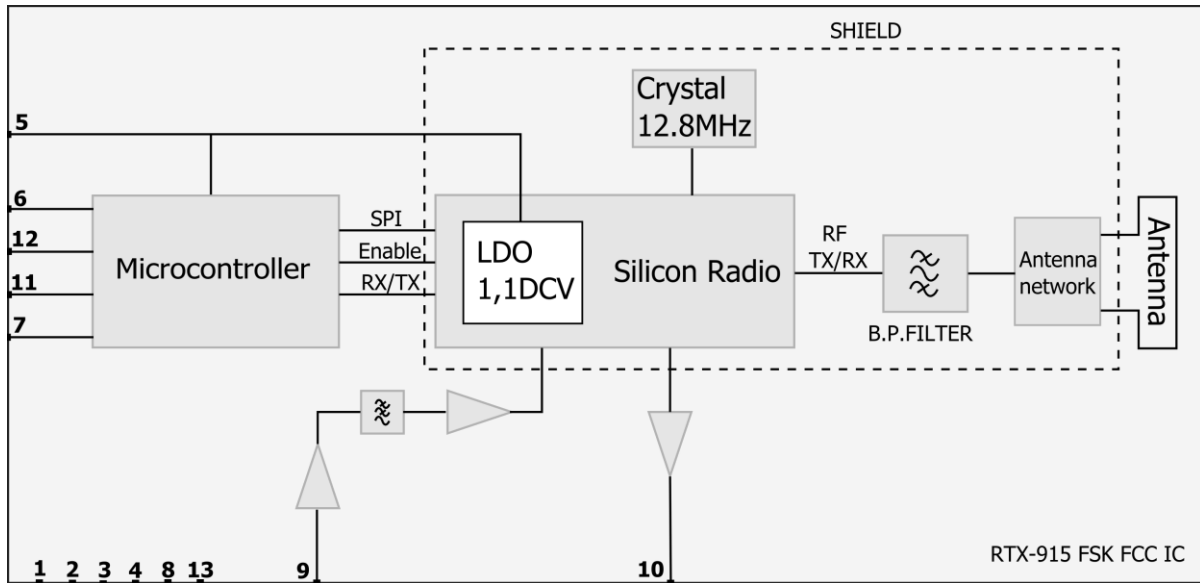 SHIELD
Crystal
12.8MHz
5
6
12
11
7
Microcontroller
SPI
Enable
RX/TX
LDO
1,1DCV
Silicon Radio
RF
TX/RX
B.P.FILTER
Antenna
network
Antenna
RTX-915 FSK FCC IC
1 2 3 4 8 13 9 10